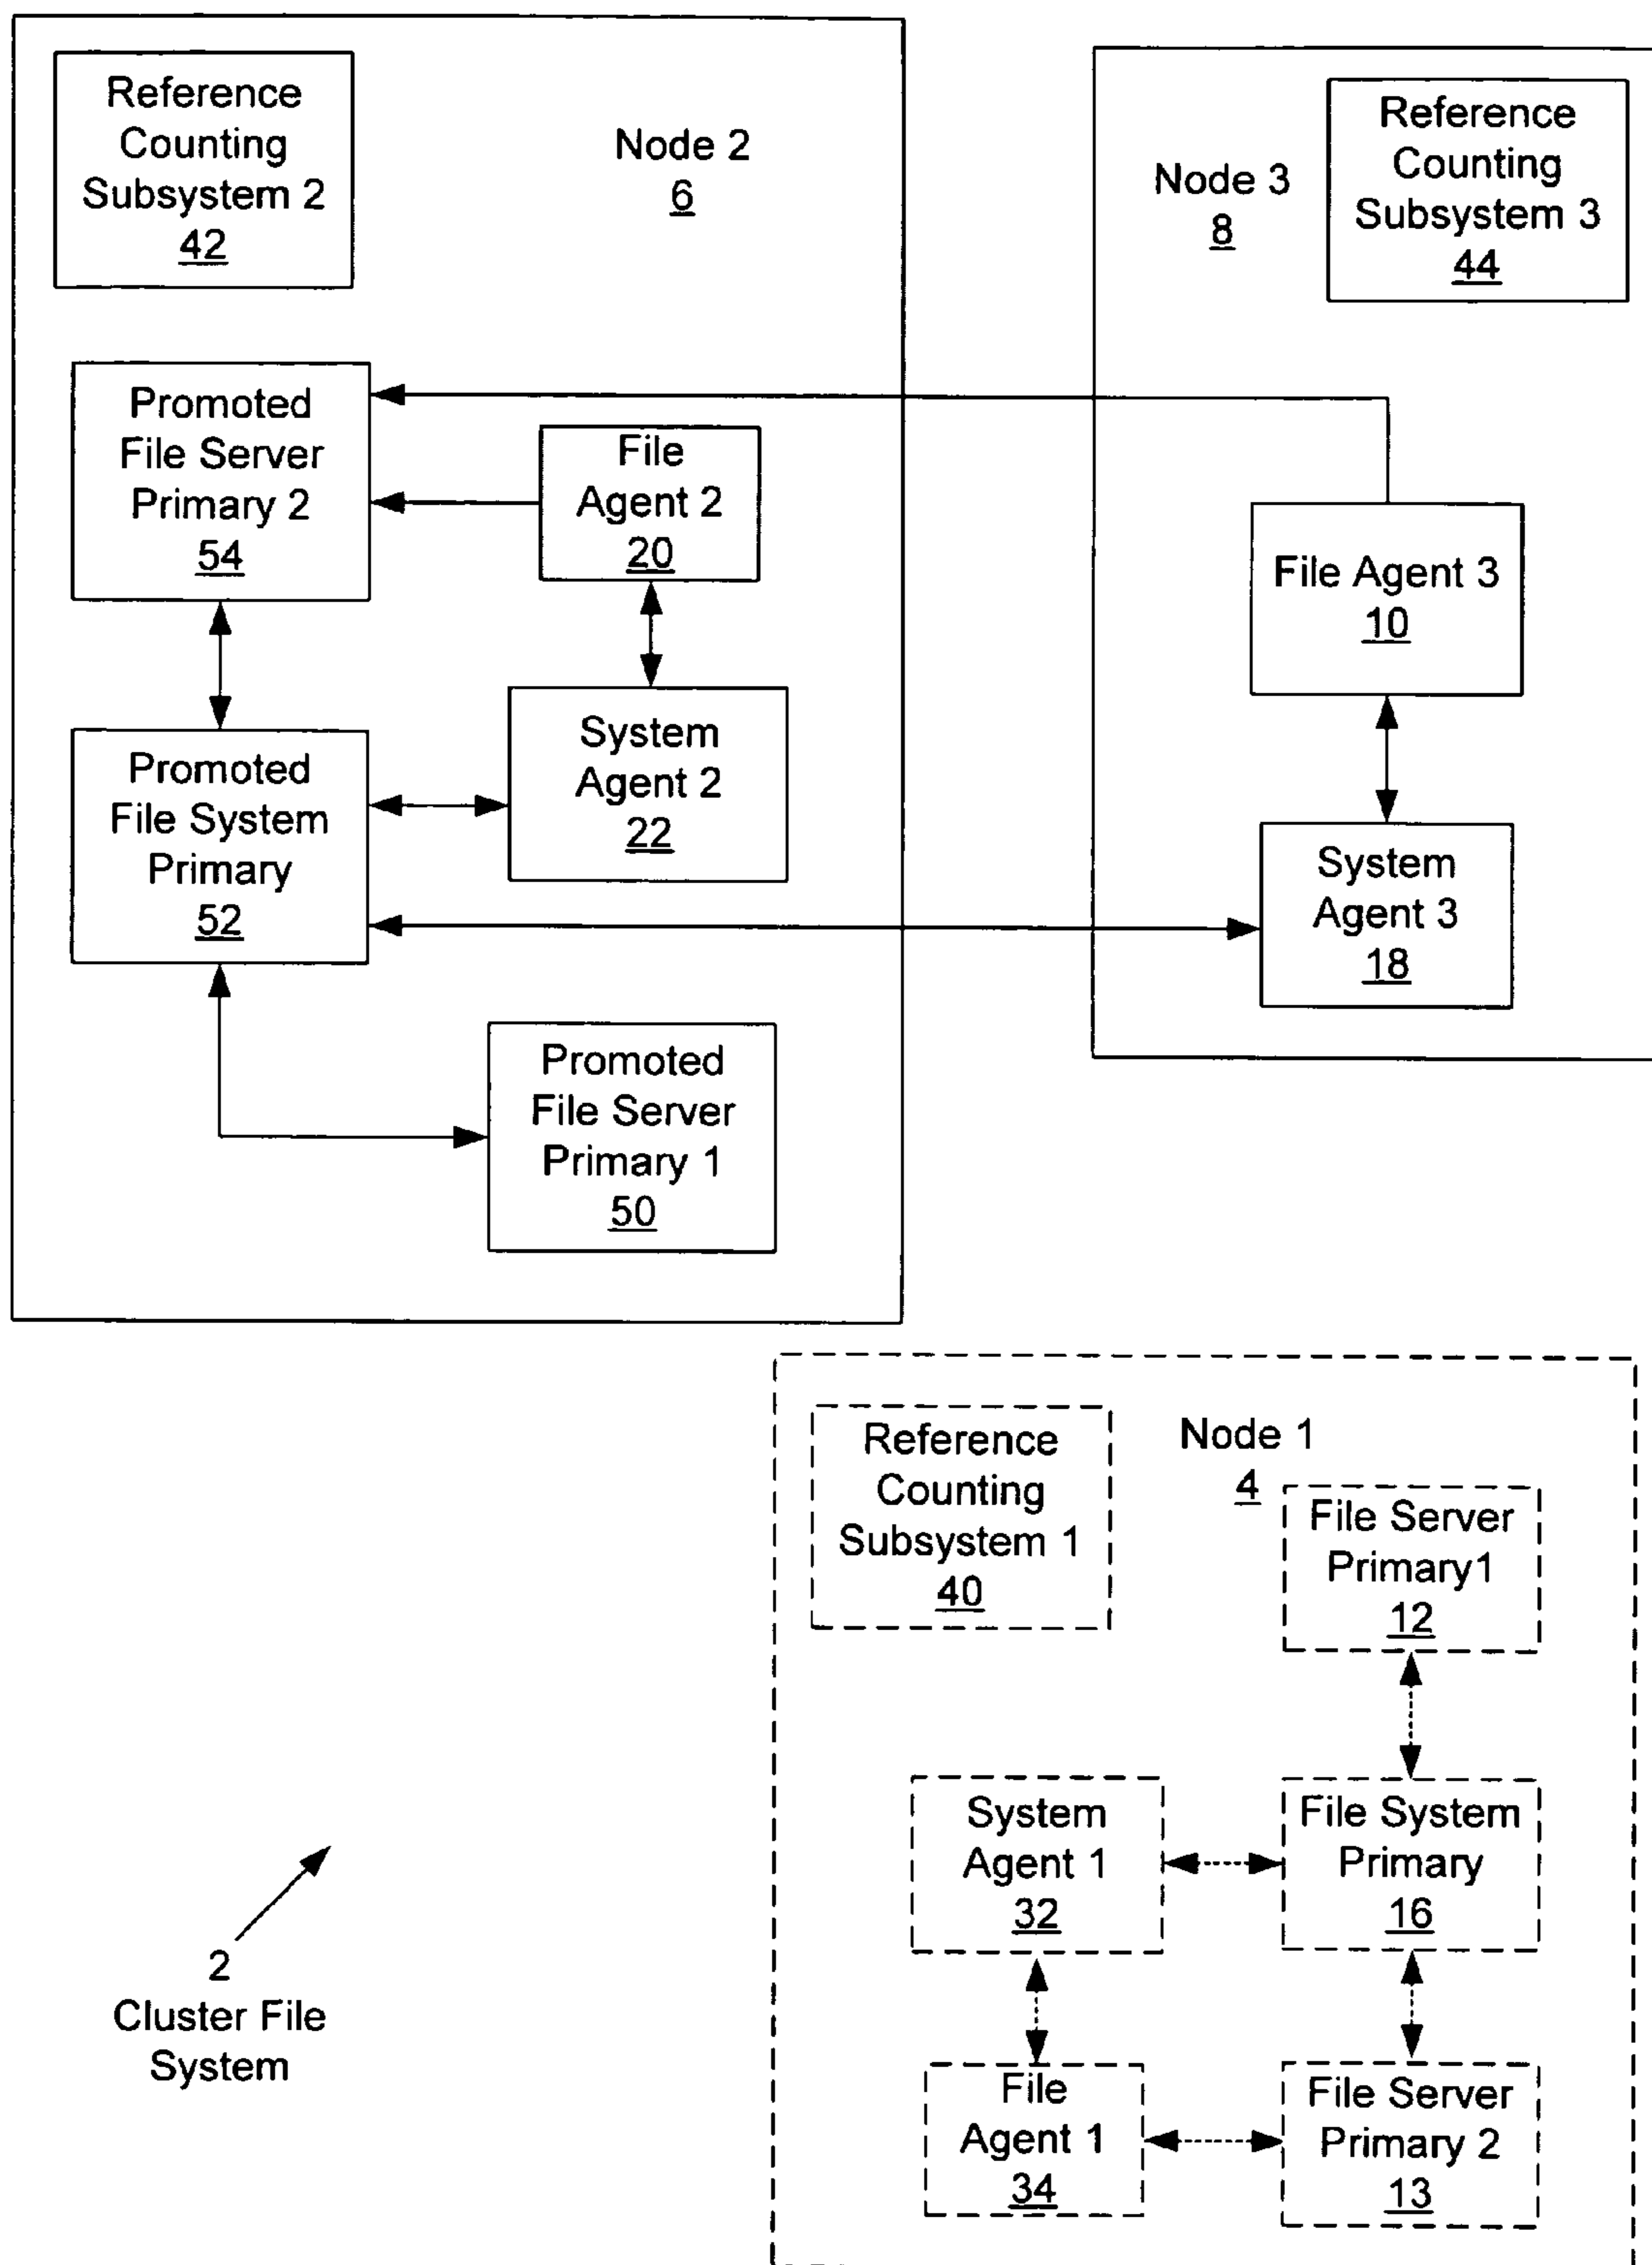 Reference
Counting
Subsystem 2
42
Node 2
6
Promoted
File Server
Primary 2
54
File
Agent 2
20
Promoted
File System
Primary
52
System
Agent 2
22
Promoted
File Server
Primary 1
50
Node 3
8
Reference
Counting
Subsystem 3
44
File Agent 3
10
System
Agent 3
18
Reference
Counting
Subsystem 1
40
Node 1
4
File Server
Primary1
12
System
Agent 1
32
File System
Primary
16
File
Agent 1
34
File Server
Primary 2
13
2
Cluster File
System